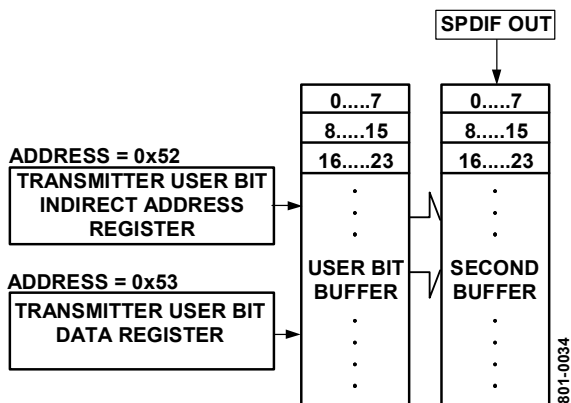 SPDIF OUT
0.....7
0.....7
8.....15
8.....15
ADDRESS = 0x52
16.....23
16.....23
TRANSMITTER USER BIT
INDIRECT ADDRESS
REGISTER
ADDRESS = 0x53
USER BIT
BUFFER
SECOND
BUFFER
TRANSMITTER USER BIT
DATA REGISTER
801-0034